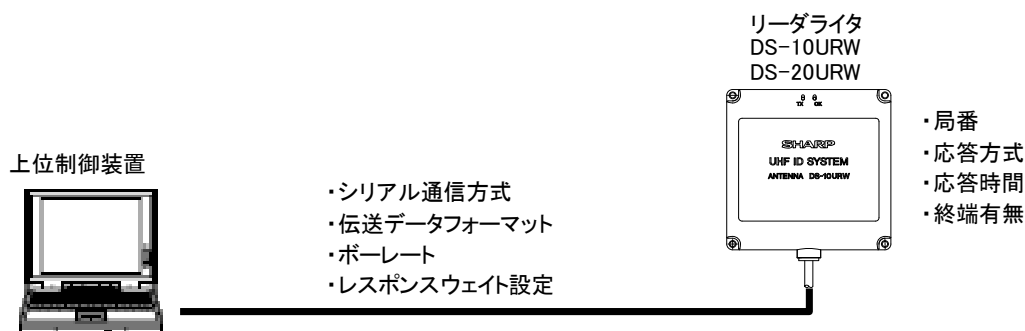 リーダライタ
DS-10URW
DS-20URW
TX OK
SHARP
UHF ID SYSTEM
ANTENNA DS-10URW
・局番
・応答方式
・応答時間
・終端有無
上位制御装置
・シリアル通信方式
・伝送データフォーマット
・ボーレート
・レスポンスウェイト設定